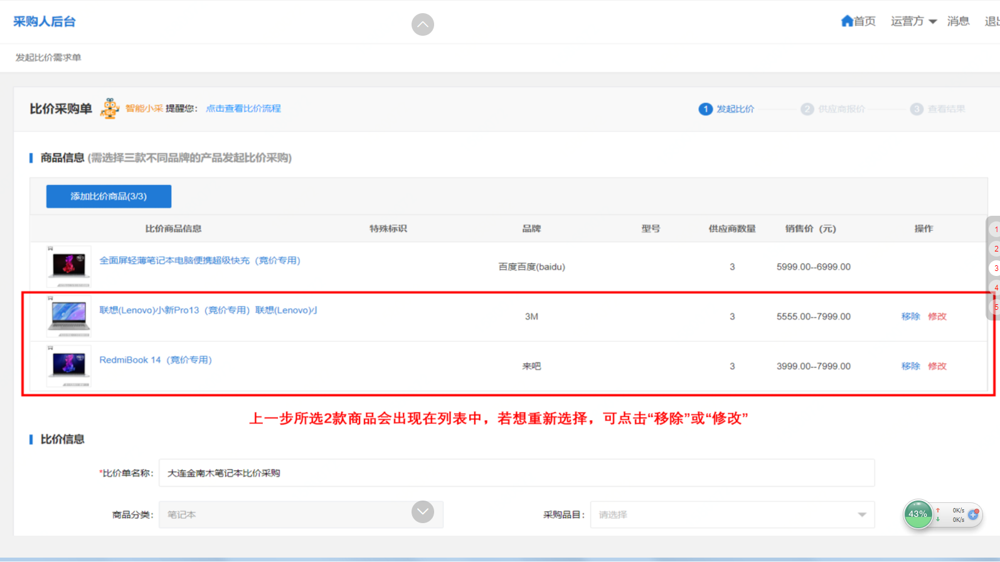 采购人后台
首页 运营方 消息
发起比价需求单
比价采购单 智能小采 提醒您： 点击查看比价流程
1 发起比价 2 供应商报价 3 查看结果
商品信息 (需选择三款不同品牌的产品发起比价采购)
添加比价商品(3/3)
比价商品信息 特殊标识 品牌 型号 供应商数量 销售价（元） 操作
全面屏轻薄笔记本电脑便携超级快充（竞价专用） 百度百度(baidu) 3 5999.00--6999.00
联想(Lenovo)小新Pro13（竞价专用）联想(Lenovo)小 3M 3 5555.00--7999.00 移除 修改
RedmiBook 14（竞价专用） 来吧 3 3999.00--7999.00 移除 修改
1
2
3
4
5
上一步所选2款商品会出现在列表中，若想重新选择，可点击“移除”或“修改”
比价信息
*比价单名称： 大连金南木笔记本比价采购
商品分类： 笔记本 采购品目： 请选择
43% 0K/s
0K/s